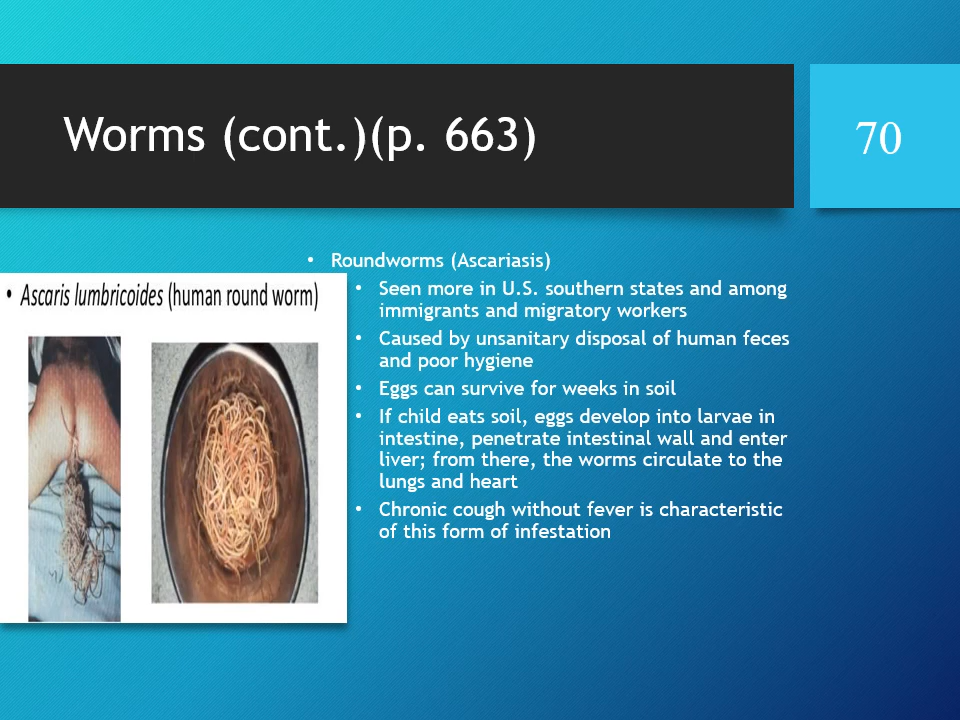 Worms (cont.)(p. 663)
70
• Roundworms (Ascariasis)
• Seen more in U.S. southern states and among
immigrants and migratory workers
• Caused by unsanitary disposal of human feces
and poor hygiene
• Eggs can survive for weeks in soil
• If child eats soil, eggs develop into larvae in
intestine, penetrate intestinal wall and enter
liver; from there, the worms circulate to the
lungs and heart
• Chronic cough without fever is characteristic
of this form of infestation
• Ascaris lumbricoides (human round worm)